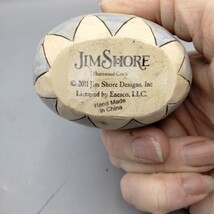 JIM SHORE
Heartwood Creek
© 2011 Jim Shore Designs, Inc
Licensed by Enesco, LLC.
Hand Made
in China